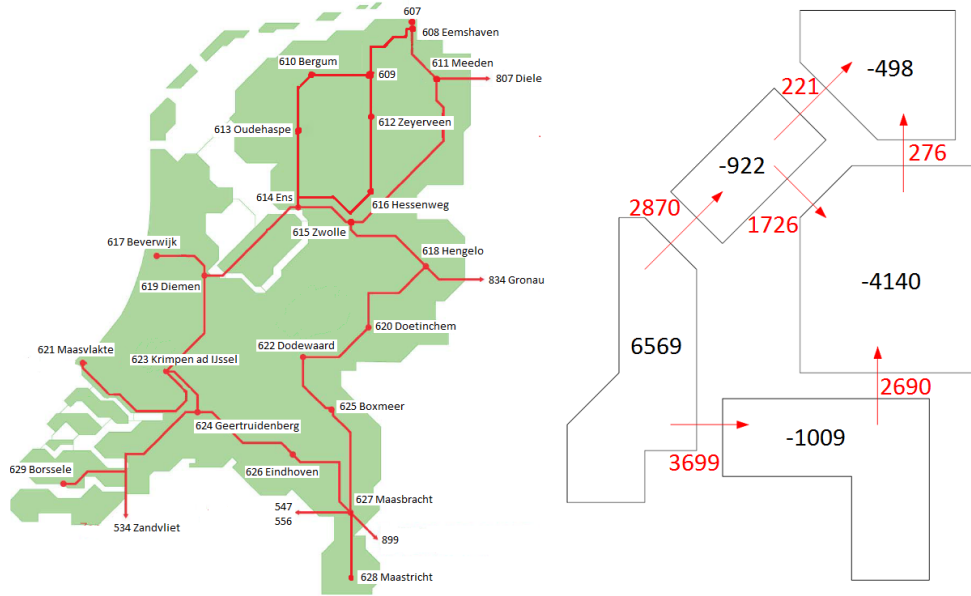 607
608 Eemshaven
610 Bergum
609
611 Meeden
807 Diele
613 Oudehaspe
612 Zeyerveen
614 Ens
616 Hessenweg
615 Zwolle
617 Beverwijk
618 Hengelo
619 Diemen
834 Gronau
620 Doetinchem
621 Maasvlakte
623 Krimpen ad IJssel
622 Dodewaard
625 Boxmeer
624 Geertruidenberg
629 Borssele
626 Eindhoven
627 Maasbracht
547
556
534 Zandvliet
899
628 Maastricht
-498
221
276
-922
2870
1726
-4140
6569
2690
-1009
3699